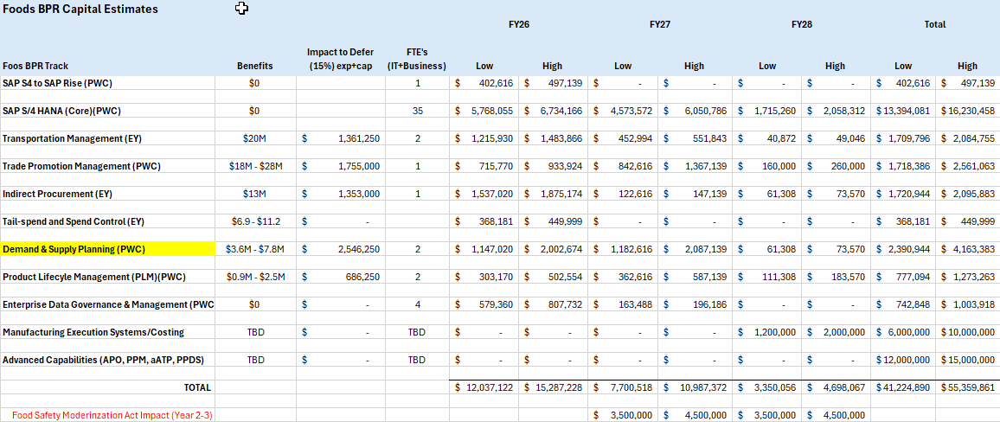 Foods BPR Capital Estimates
FY26 FY27 FY28 Total
Impact to Defer FTE's
Foos BPR Track Benefits (15%) exp+cap (IT+Business) Low High Low High Low High Low High
SAP S4 to SAP Rise (PWC) $0 1 $ 402,616 $ 497,139 $ - $ - $ - $ - $ 402,616 $ 497,139
SAP S/4 HANA (Core)(PWC) $0 35 $ 5,768,055 $ 6,734,166 $ 4,573,572 $ 6,050,786 $ 1,715,260 $ 2,058,312 $ 13,394,081 $ 16,230,458
Transportation Management (EY) $20M $ 1,361,250 2 $ 1,215,930 $ 1,483,866 $ 452,994 $ 551,843 $ 40,872 $ 49,046 $ 1,709,796 $ 2,084,755
Trade Promotion Management (PWC) $18M - $28M $ 1,755,000 1 $ 715,770 $ 933,924 $ 842,616 $ 1,367,139 $ 160,000 $ 260,000 $ 1,718,386 $ 2,561,063
Indirect Procurement (EY) $13M $ 1,353,000 1 $ 1,537,020 $ 1,875,174 $ 122,616 $ 147,139 $ 61,308 $ 73,570 $ 1,720,944 $ 2,095,883
Tail-spend and Spend Control (EY) $6.9 - $11.2 $ - $ 368,181 $ 449,999 $ - $ - $ - $ - $ 368,181 $ 449,999
Demand & Supply Planning (PWC) $3.6M - $7.8M $ 2,546,250 2 $ 1,147,020 $ 2,002,674 $ 1,182,616 $ 2,087,139 $ 61,308 $ 73,570 $ 2,390,944 $ 4,163,383
Product Lifecyle Management (PLM)(PWC) $0.9M - $2.5M $ 686,250 2 $ 303,170 $ 502,554 $ 362,616 $ 587,139 $ 111,308 $ 183,570 $ 777,094 $ 1,273,263
Enterprise Data Governance & Management (PWC $0 $ - 4 $ 579,360 $ 807,732 $ 163,488 $ 196,186 $ - $ - $ 742,848 $ 1,003,918
Manufacturing Execution Systems/Costing TBD $ - TBD $ - $ - $ - $ - $ 1,200,000 $ 2,000,000 $ 6,000,000 $ 10,000,000
Advanced Capabilities (APO, PPM, aATP, PPDS) TBD $ - TBD $ - $ - $ - $ - $ - $ - $ 12,000,000 $ 15,000,000
TOTAL $ 12,037,122 $ 15,287,228 $ 7,700,518 $ 10,987,372 $ 3,350,056 $ 4,698,067 $ 41,224,890 $ 55,359,861
Food Safety Moderinzation Act Impact (Year 2-3) $ 3,500,000 $ 4,500,000 $ 3,500,000 $ 4,500,000